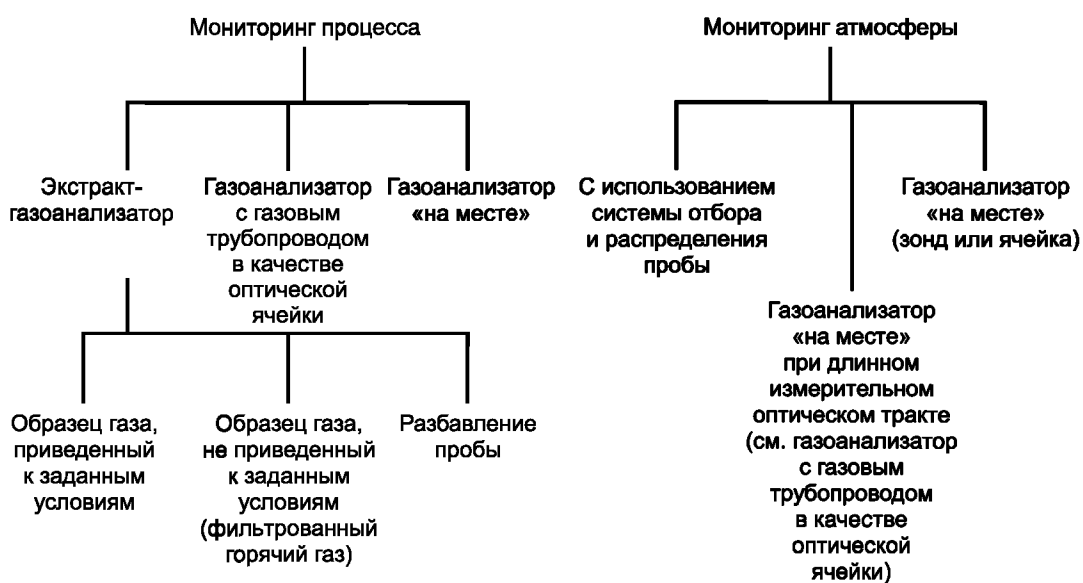 Мониторинг процесса
Экстракт-
газоанализатор
Газоанализатор
с газовым
трубопроводом
в качестве
оптической
ячейки
Газоанализатор
«на месте»
Образец газа,
приведенный
к заданным
условиям
Образец газа,
не приведенный
к заданным
условиям
(фильтрованный
горячий газ)
Разбавление
пробы
Мониторинг атмосферы
С использованием
системы отбора
и распределения
пробы
Газоанализатор
«на месте»
при длинном
измерительном
оптическом тракте
(см. газоанализатор
с газовым
трубопроводом
в качестве
оптической
ячейки)
Газоанализатор
«на месте»
(зонд или ячейка)